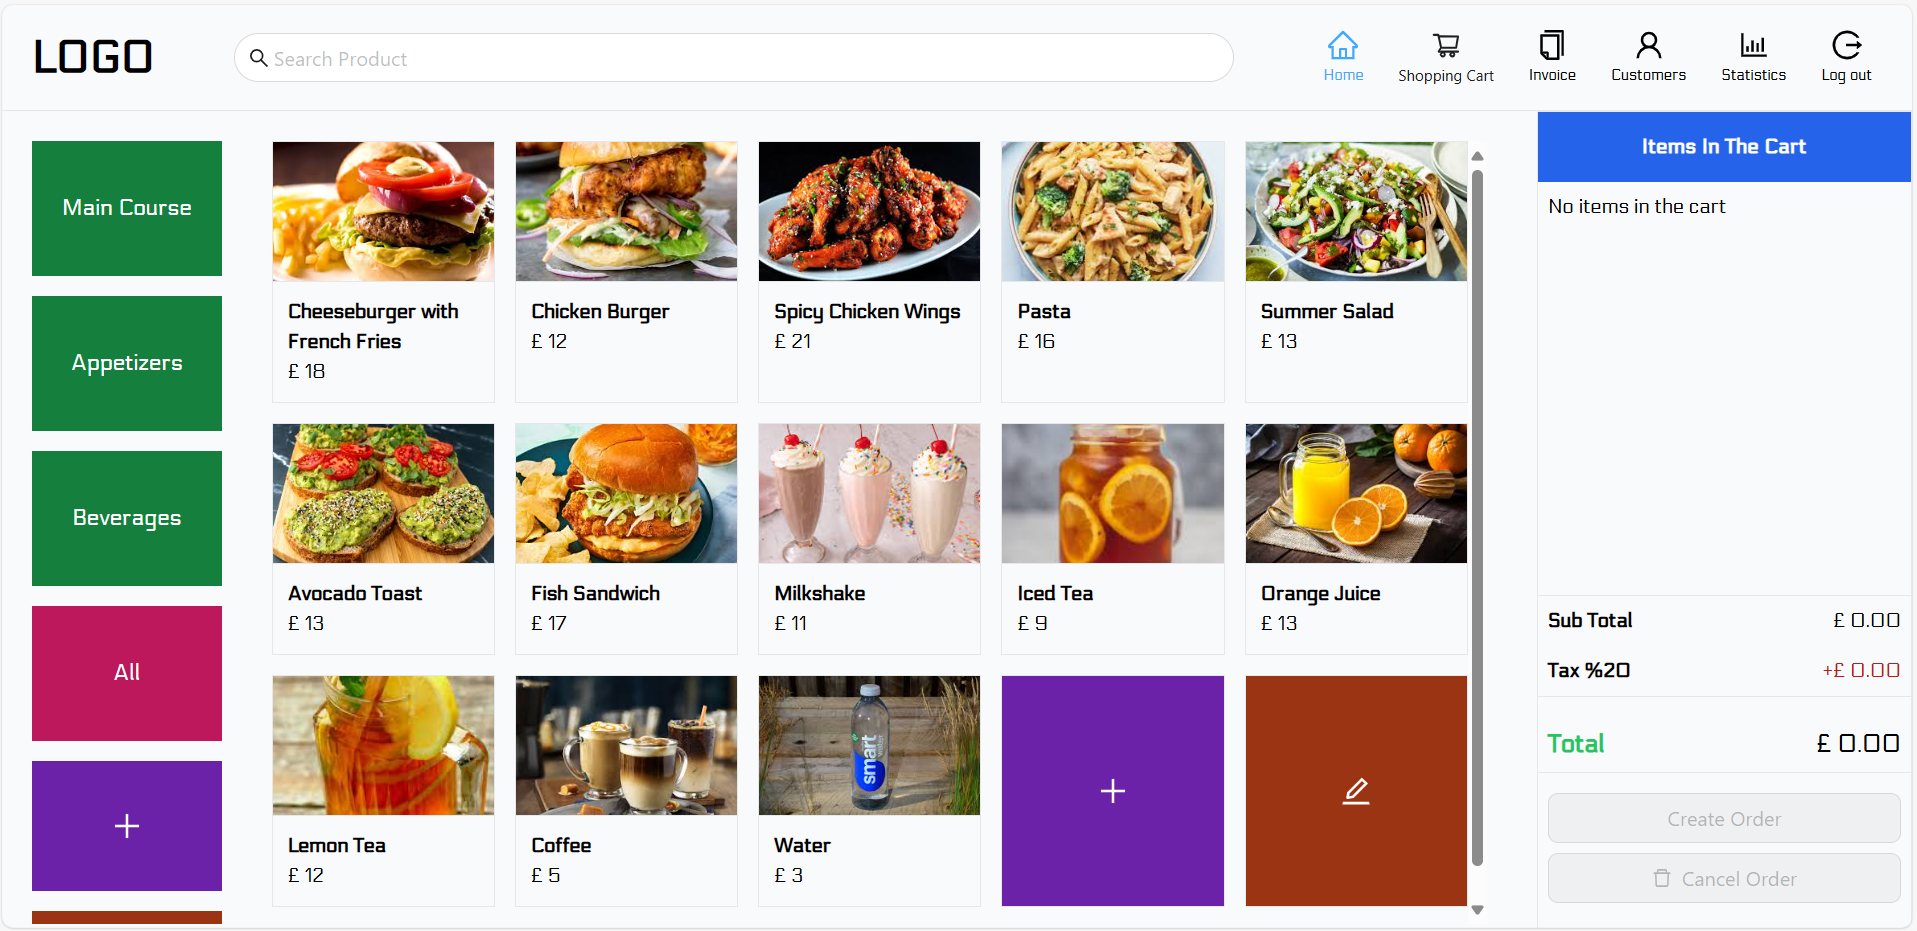 LOGO
Search Product
Home
Shopping Cart
Invoice
Customers
Statistics
Log out
Main Course
Appetizers
Beverages
All
Cheeseburger with
French Fries
£ 18
Chicken Burger
£ 12
Spicy Chicken Wings
£ 21
Pasta
£ 16
Summer Salad
£ 13
Avocado Toast
£ 13
Fish Sandwich
£ 17
Milkshake
£ 11
Iced Tea
£ 9
Orange Juice
£ 13
Lemon Tea
£ 12
Coffee
£ 5
smart
Water
£ 3
Items In The Cart
No items in the cart
Sub Total £ 0.00
Tax %20 +£ 0.00
Total £ 0.00
Create Order
Cancel Order